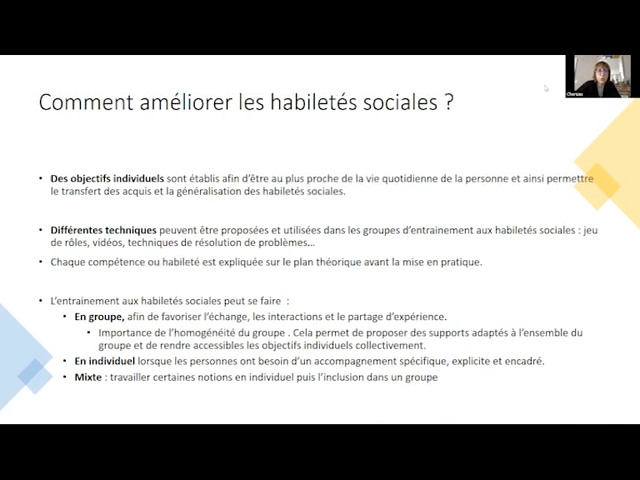 Comment améliorer les habiletés sociales ?
• Des objectifs individuels sont établis afin d'être au plus proche de la vie quotidienne de la personne et ainsi permettre
le transfert des acquis et la généralisation des habiletés sociales.
• Différentes techniques peuvent être proposées et utilisées dans les groupes d'entrainement aux habiletés sociales : jeu
de rôles, vidéos, techniques de résolution de problèmes…
• Chaque compétence ou habileté est expliquée sur le plan théorique avant la mise en pratique.
• L'entrainement aux habiletés sociales peut se faire :
• En groupe, afin de favoriser l'échange, les interactions et le partage d'expérience.
• Importance de l'homogénéité du groupe . Cela permet de proposer des supports adaptés à l'ensemble du
groupe et de rendre accessibles les objectifs individuels collectivement.
• En individuel lorsque les personnes ont besoin d'un accompagnement spécifique, explicite et encadré.
• Mixte : travailler certaines notions en individuel puis l'inclusion dans un groupe